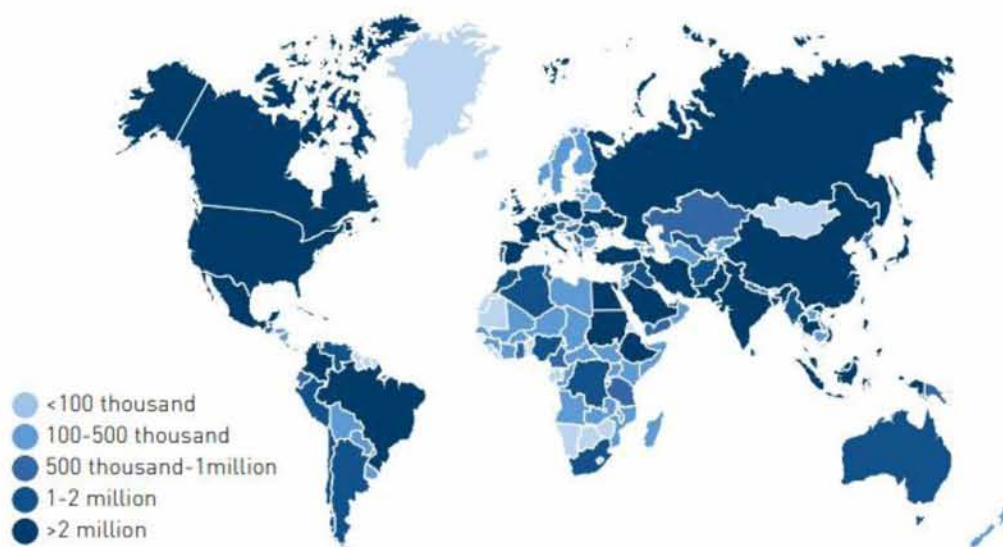 <100 thousand
100-500 thousand
500 thousand-1million
1-2 million
>2 million